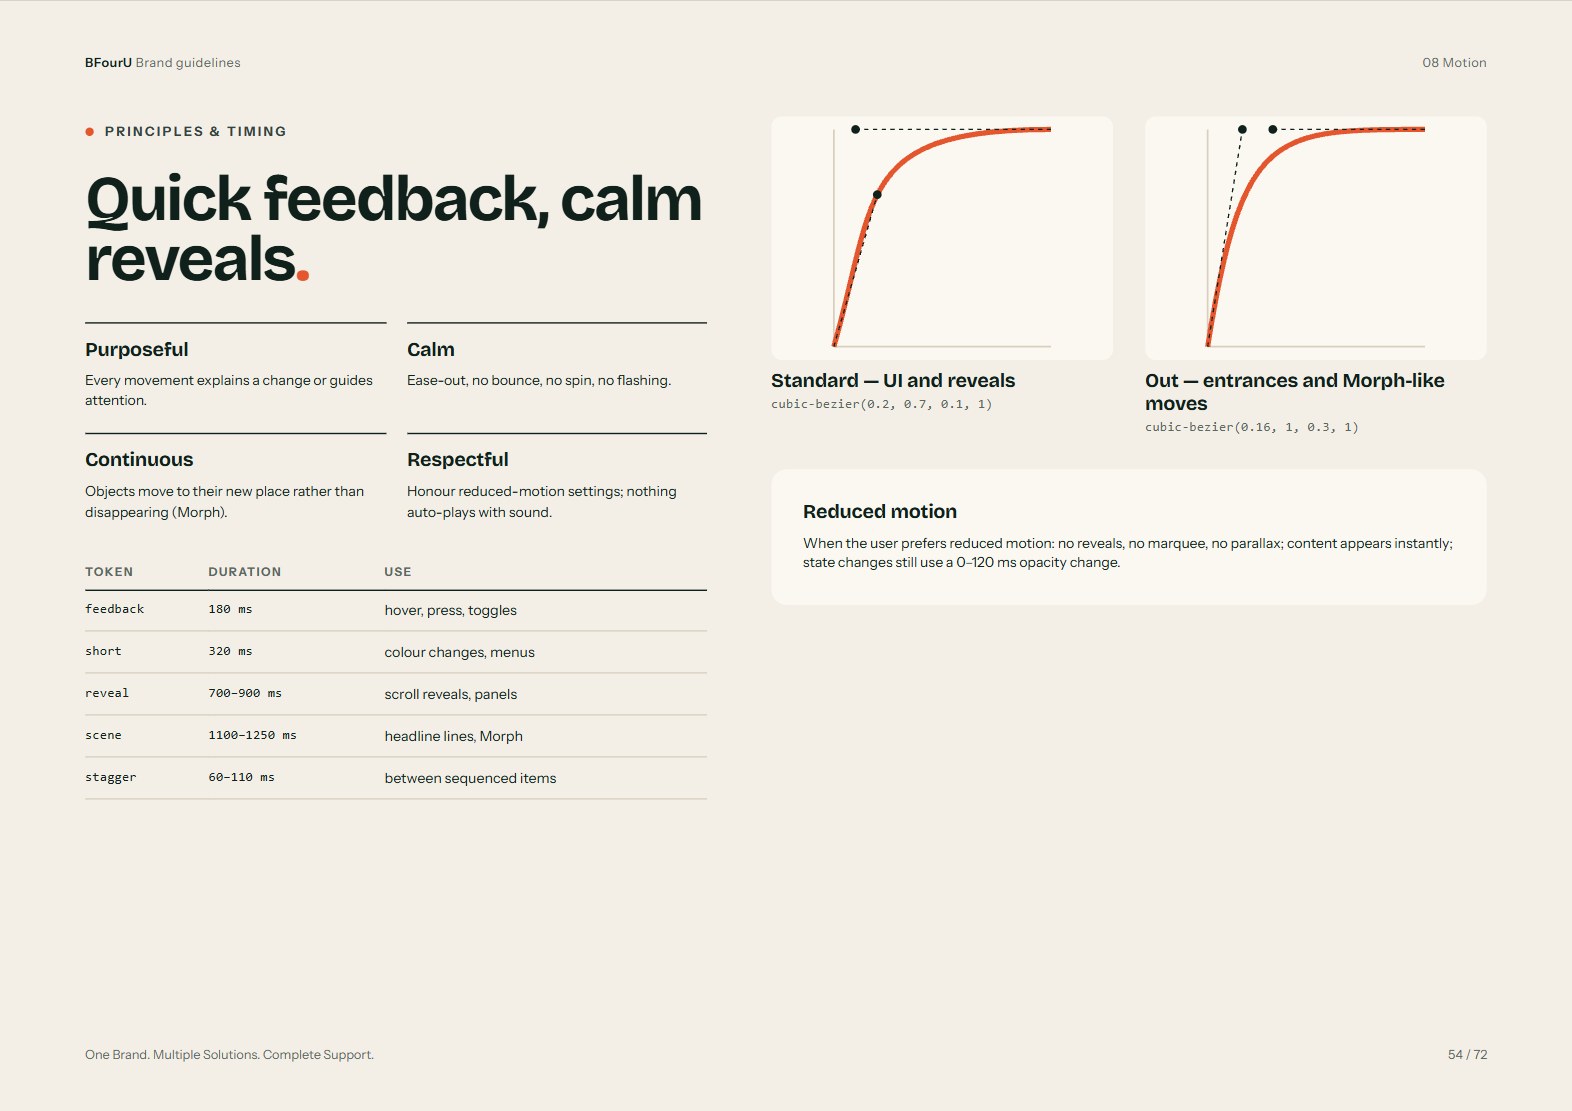 BFourU Brand guidelines
08 Motion
PRINCIPLES & TIMING
Quick feedback, calm
reveals.
Purposeful
Every movement explains a change or guides
attention.
Calm
Ease-out, no bounce, no spin, no flashing.
Continuous
Objects move to their new place rather than
disappearing (Morph).
Respectful
Honour reduced-motion settings; nothing
auto-plays with sound.
TOKEN DURATION USE
feedback 180 ms hover, press, toggles
short 320 ms colour changes, menus
reveal 700–900 ms scroll reveals, panels
scene 1100–1250 ms headline lines, Morph
stagger 60–110 ms between sequenced items
Standard — UI and reveals
cubic-bezier(0.2, 0.7, 0.1, 1)
Out — entrances and Morph-like
moves
cubic-bezier(0.16, 1, 0.3, 1)
Reduced motion
When the user prefers reduced motion: no reveals, no marquee, no parallax; content appears instantly;
state changes still use a 0–120 ms opacity change.
One Brand. Multiple Solutions. Complete Support.
54 / 72